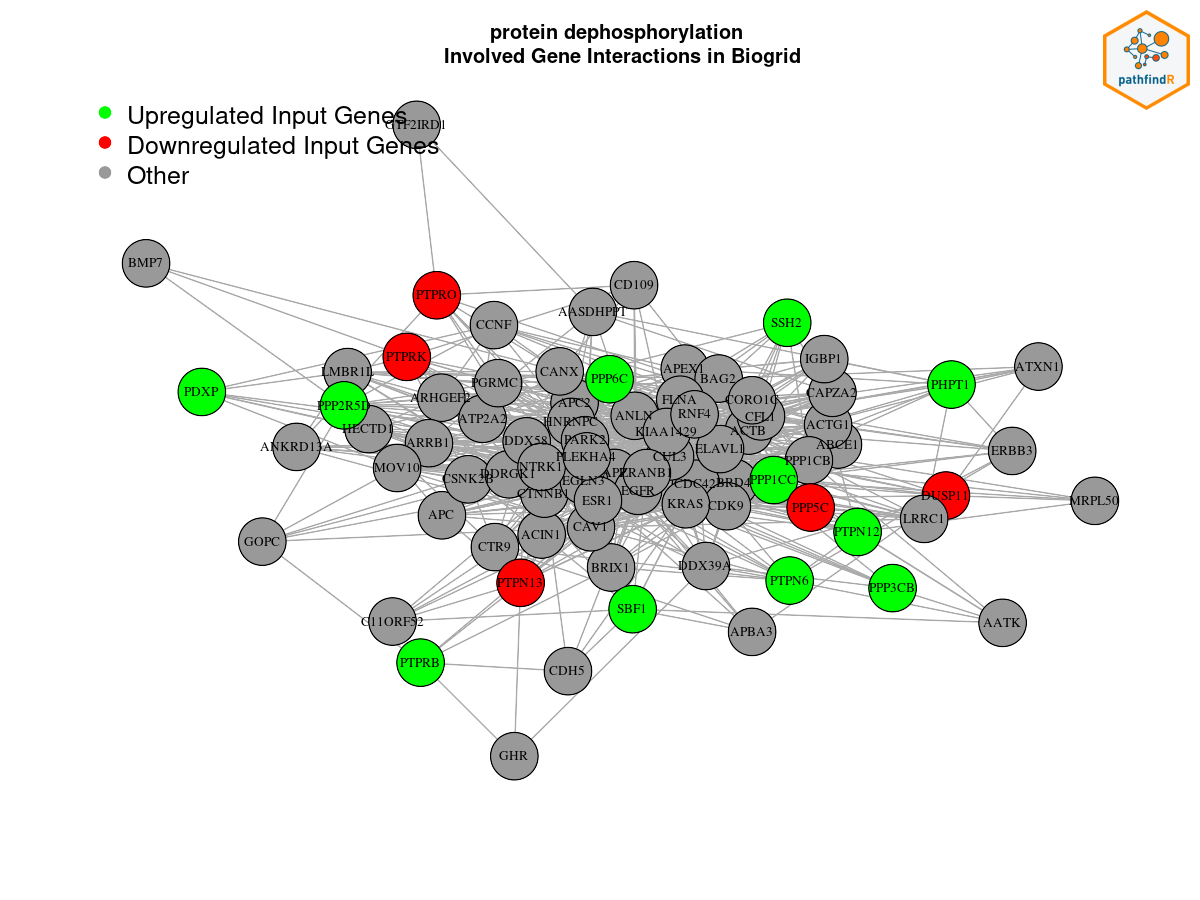 protein dephosphorylation
Involved Gene Interactions in Biogrid
pathfindR
Upregulated Input Genes
Downregulated Input Genes
Other
GTF2IRD1
BMP7
PTPRO
CD109
AASDHPPT
CCNF
SSH2
PTPRK
IGBP1
LMBR1L
CANX
APEX1
ATXN1
PDXP
PGRMC
PPP6C
BAG2
PHPT1
PPP2R5D
ARHGEF2
APC2
FLNA
CORO1C
CAPZA2
HECTD1
ATP2A2
HNRNPC
ANLN
RNF4
CFL1
ACTG1
ANKRD13A
ARRB1
DDX58
PARK2
KIAA1429
ACTB
ABCE1
ERBB3
MOV10
PLEKHA4
CUL3
ELAVL1
PPP1CB
CSNK2B
DDRGK1
NTRK1
EGLN3
ZRANB1
CDC42
BRD4
PPP1CC
CTNNB1
ESR1
EGFR
KRAS
CDK9
PPP5C
DUSP11
MRPL50
APC
LRRC1
GOPC
CTR9
ACIN1
CAV1
PTPN12
BRIX1
DDX39A
PTPN13
PTPN6
PPP3CB
C11ORF52
SBF1
APBA3
AATK
PTPRB
CDH5
GHR